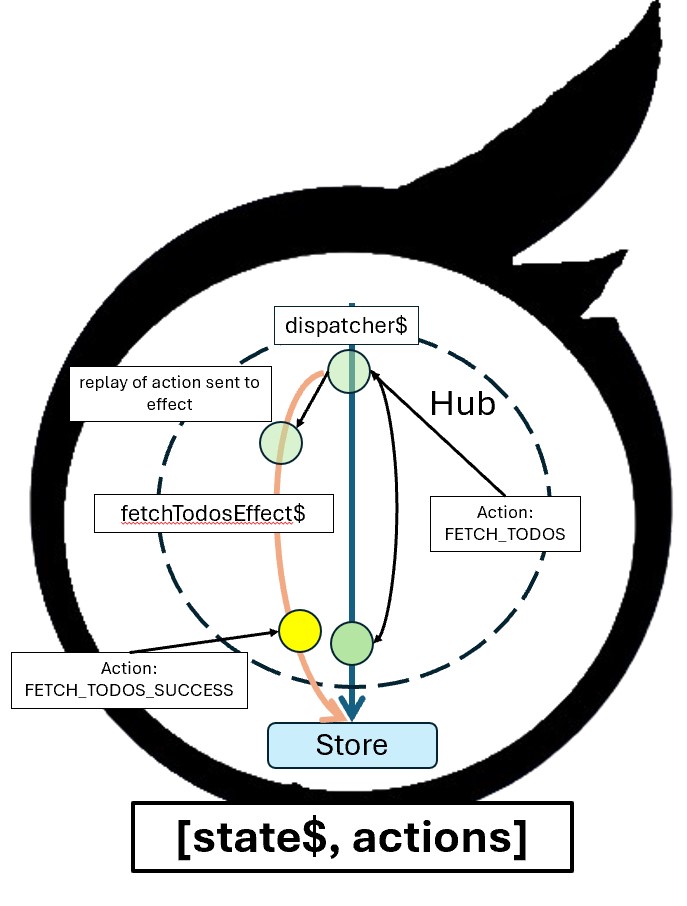 dispatcher$
replay of action sent to
effect
Hub
fetchTodosEffect$
Action:
FETCH_TODOS
Action:
FETCH_TODOS_SUCCESS
Store
[state$, actions]